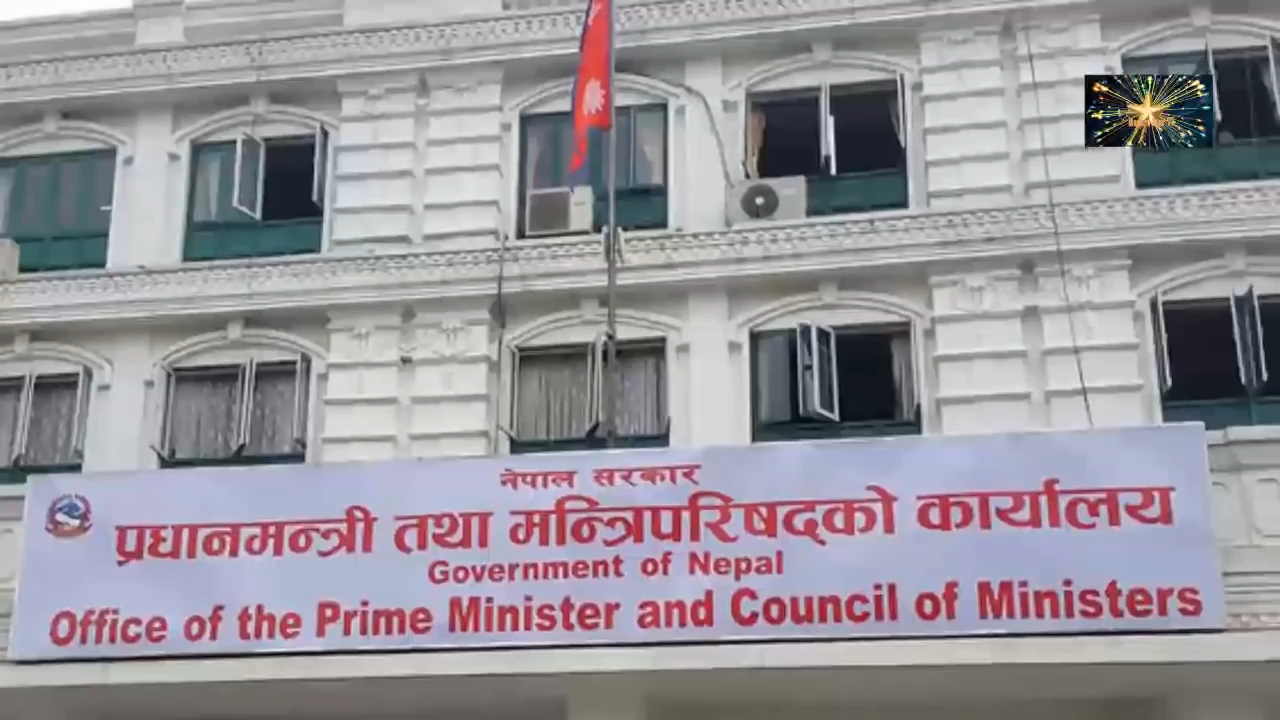 नेपाल सरकार
प्रधानमन्त्री तथा मन्त्रिपरिषद्को कार्यालय
Government of Nepal
Office of the Prime Minister and Council of Ministers